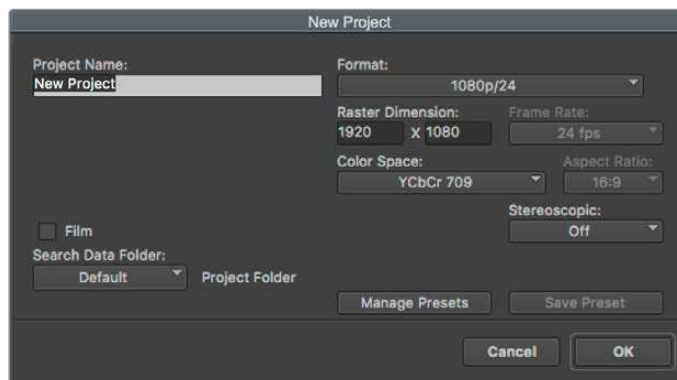 New Project
Project Name:
New Project
Format:
1080p/24
Raster Dimension:
1920 x 1080
Frame Rate:
24 fps
Color Space:
YCbCr 709
Aspect Ratio:
16:9
Stereoscopic:
Off
Film
Search Data Folder:
Default
Project Folder
Manage Presets
Save Preset
Cancel
OK